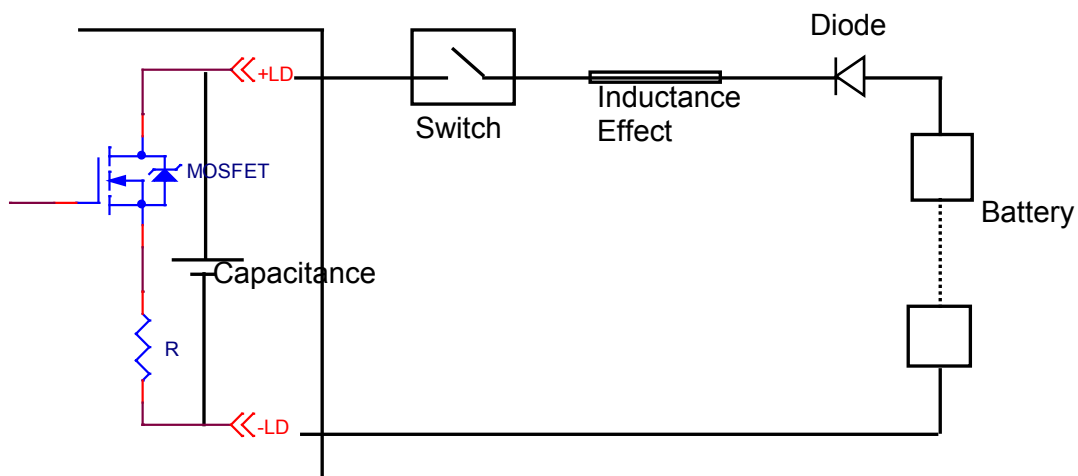 Diode
+LD
Switch
Inductance
Effect
MOSFET
Battery
Capacitance
R
-LD